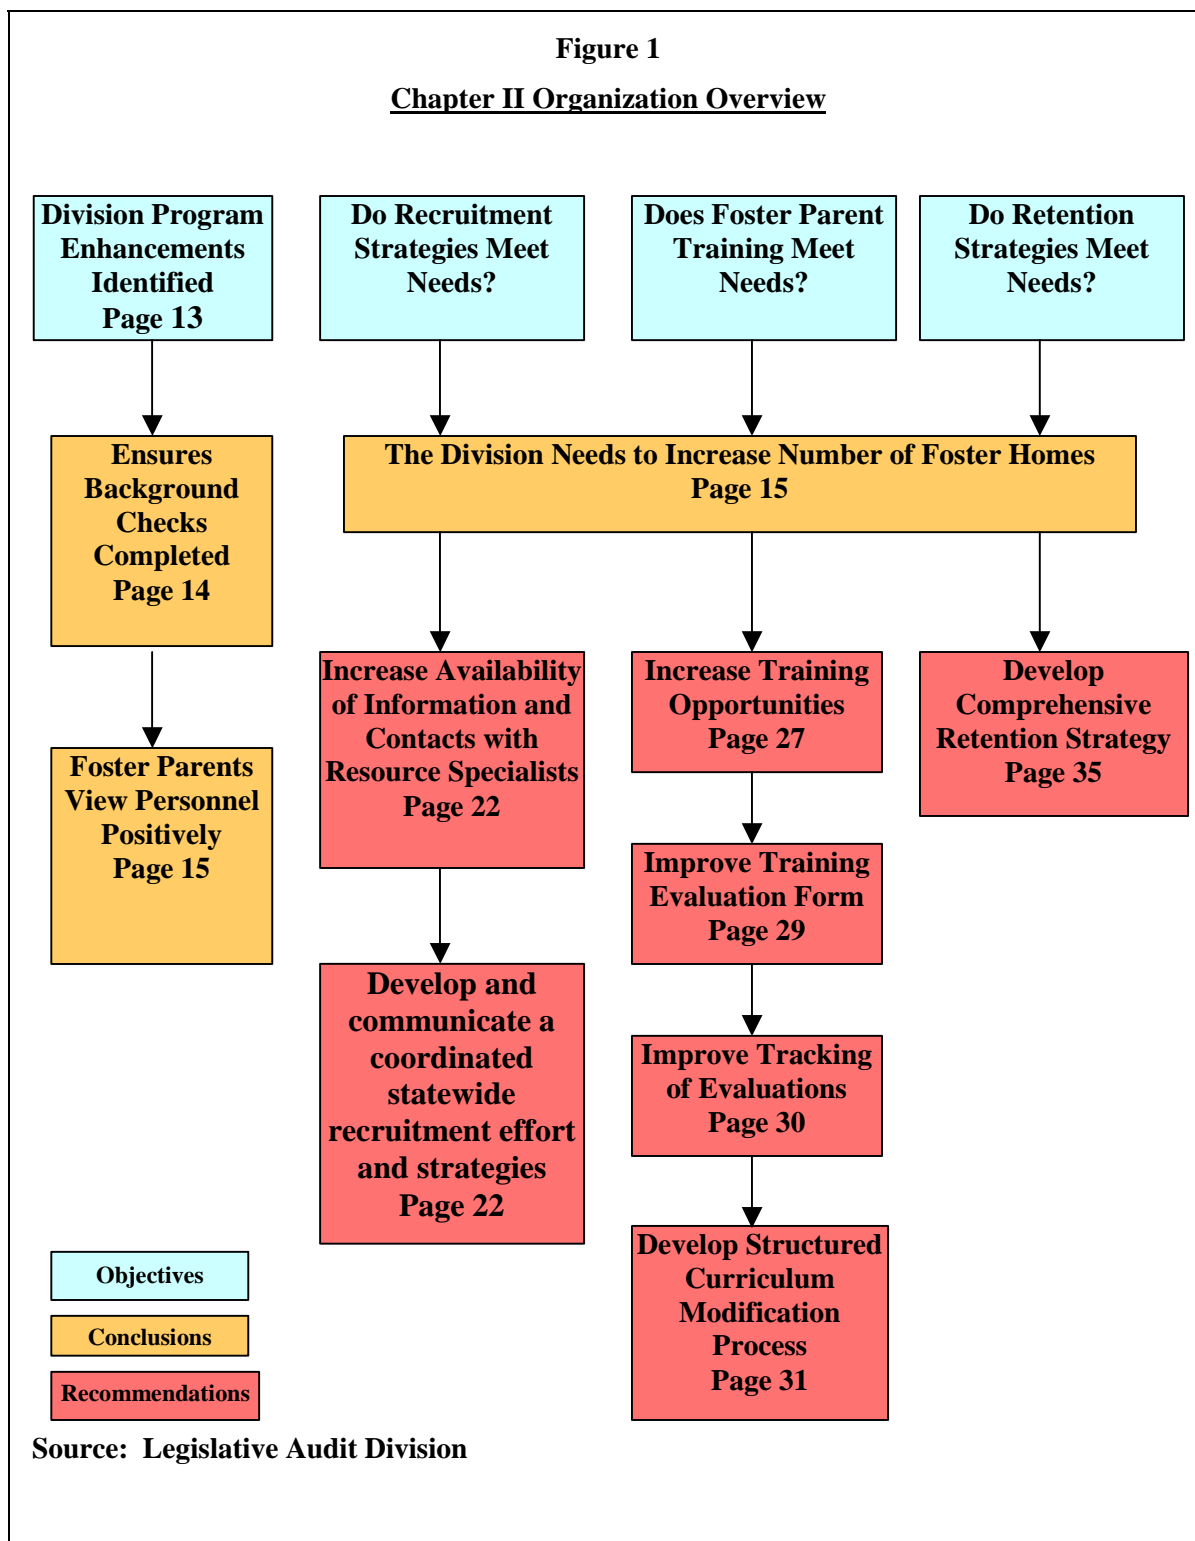 Figure 1
Chapter II Organization Overview
Division Program
Enhancements
Identified
Page 13
Do Recruitment
Strategies Meet
Needs?
Does Foster Parent
Training Meet
Needs?
Do Retention
Strategies Meet
Needs?
Ensures
Background
Checks
Completed
Page 14
The Division Needs to Increase Number of Foster Homes
Page 15
Foster Parents
View Personnel
Positively
Page 15
Increase Availability
of Information and
Contacts with
Resource Specialists
Page 22
Develop and
communicate a
coordinated
statewide
recruitment effort
and strategies
Page 22
Increase Training
Opportunities
Page 27
Improve Training
Evaluation Form
Page 29
Improve Tracking
of Evaluations
Page 30
Develop Structured
Curriculum
Modification
Process
Page 31
Develop
Comprehensive
Retention Strategy
Page 35
Objectives
Conclusions
Recommendations
Source:  Legislative Audit Division